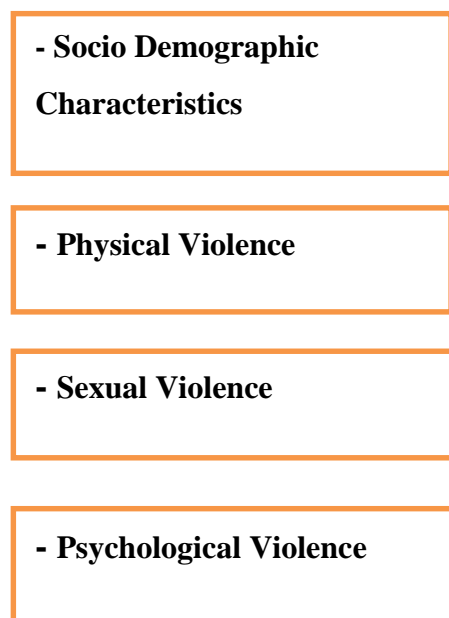 - Socio Demographic
Characteristics
- Physical Violence
- Sexual Violence
- Psychological Violence